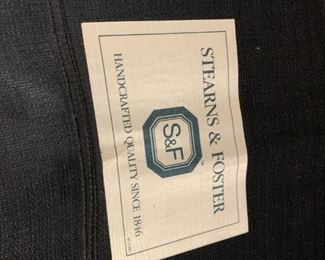 STEARNS & FOSTER
S&F
HANDCRAFTED QUALITY SINCE 1846